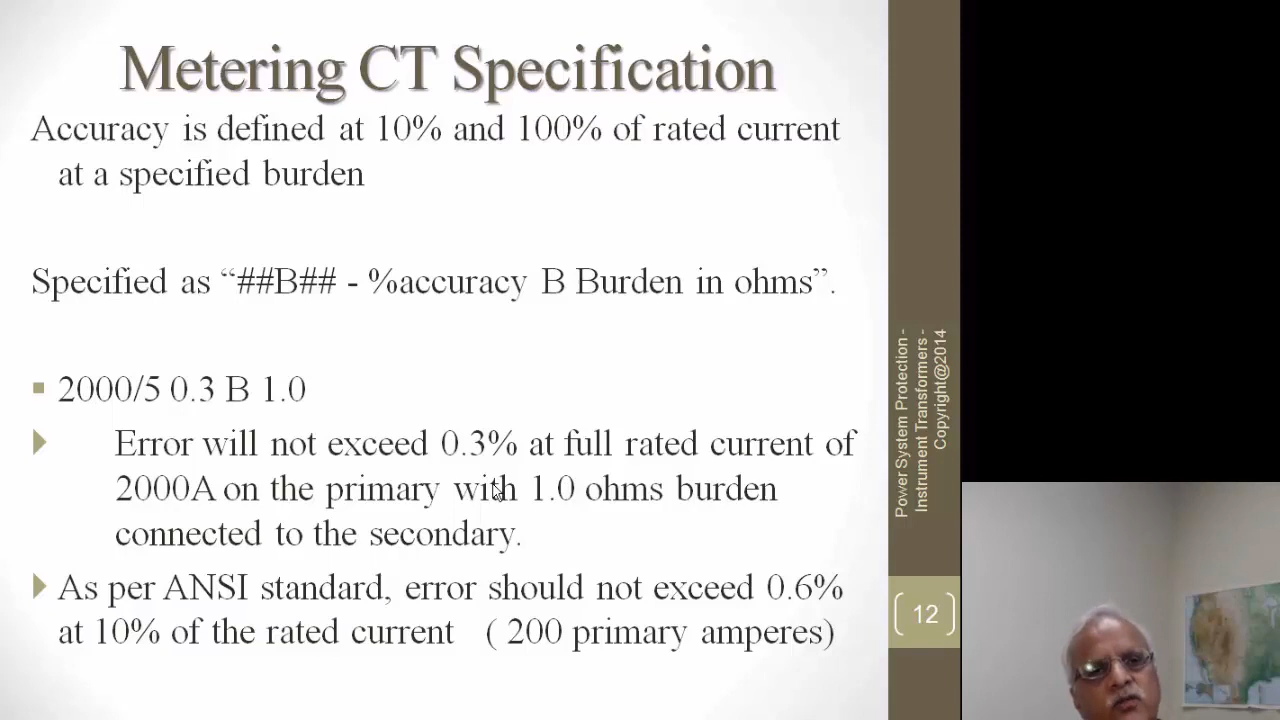 Metering CT Specification
Accuracy is defined at 10% and 100% of rated current
at a specified burden
Specified as “##B## - %accuracy B Burden in ohms”.
2000/5 0.3 B 1.0
Error will not exceed 0.3% at full rated current of
2000A on the primary with 1.0 ohms burden
connected to the secondary.
As per ANSI standard, error should not exceed 0.6%
at 10% of the rated current ( 200 primary amperes)
Power System Protection -
Instrument Transformers -
Copyright@2014
12